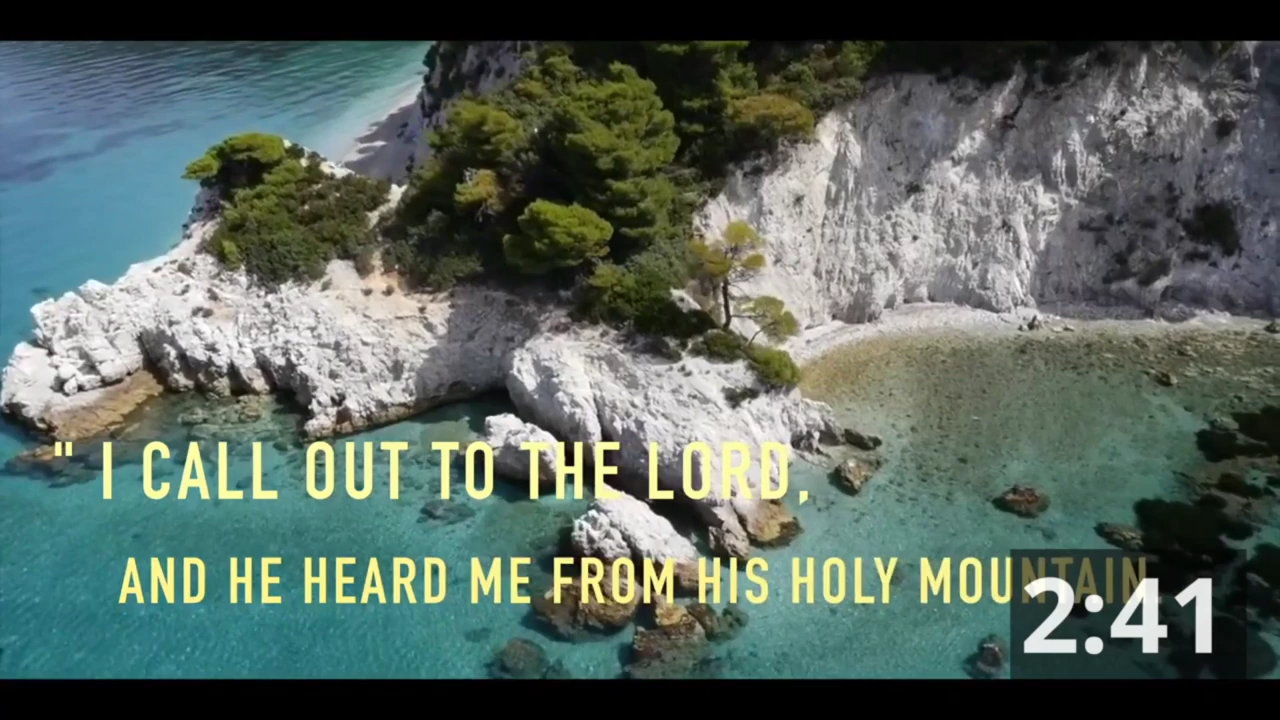 " I CALL OUT TO THE LORD,
AND HE HEARD ME FROM HIS HOLY MOUNTAIN
2:41